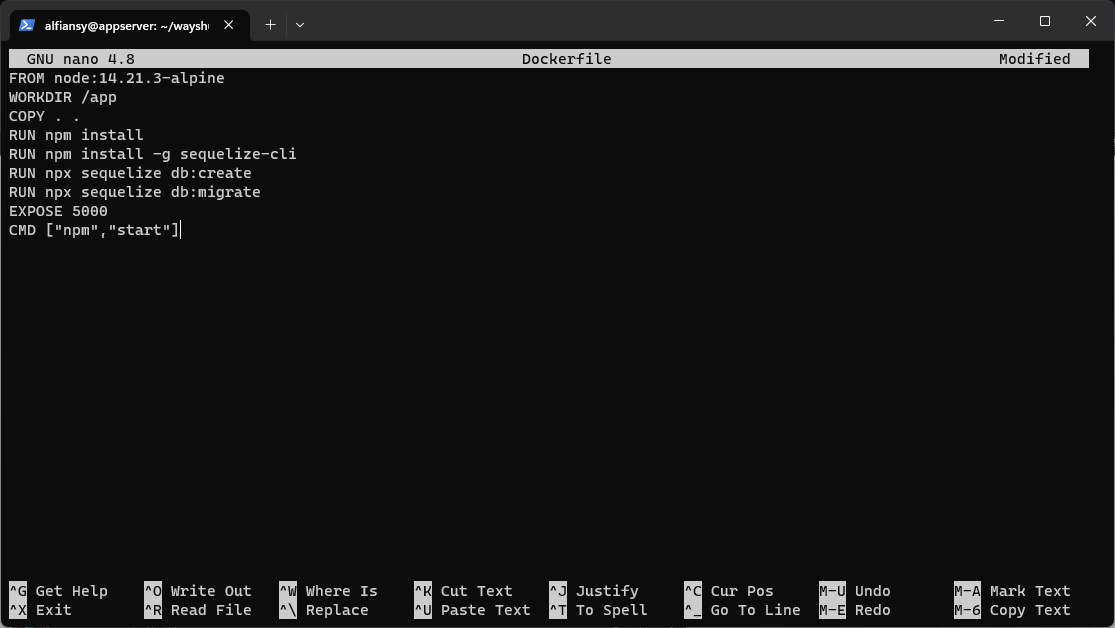 alfiansy@appserver: ~/waysh
GNU nano 4.8 Dockerfile Modified
FROM node:14.21.3-alpine
WORKDIR /app
COPY . .
RUN npm install
RUN npm install -g sequelize-cli
RUN npx sequelize db:create
RUN npx sequelize db:migrate
EXPOSE 5000
CMD ["npm","start"]
^G Get Help ^O Write Out ^W Where Is ^K Cut Text ^J Justify ^C Cur Pos M-U Undo M-A Mark Text
^X Exit ^R Read File ^\ Replace ^U Paste Text ^T To Spell ^_ Go To Line M-E Redo M-6 Copy Text